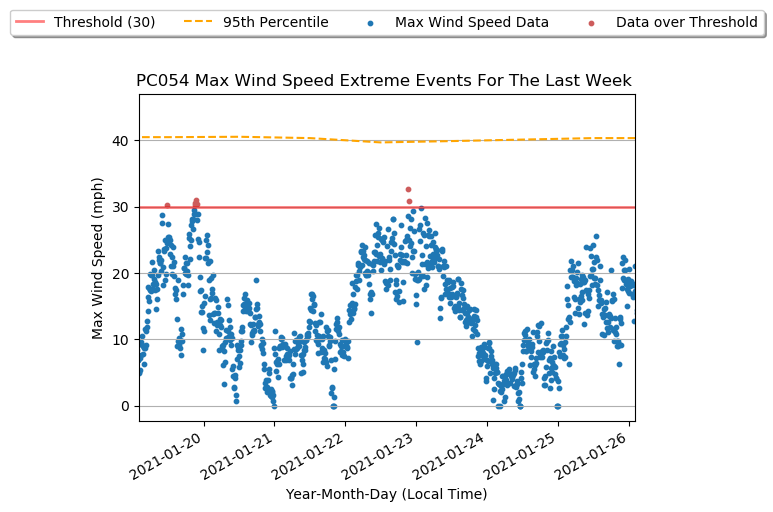 Threshold (30) 95th Percentile Max Wind Speed Data Data over Threshold
PC054 Max Wind Speed Extreme Events For The Last Week
40
30
20
10
0
Max Wind Speed (mph)
2021-01-20 2021-01-21 2021-01-22 2021-01-23 2021-01-24 2021-01-25 2021-01-26
Year-Month-Day (Local Time)